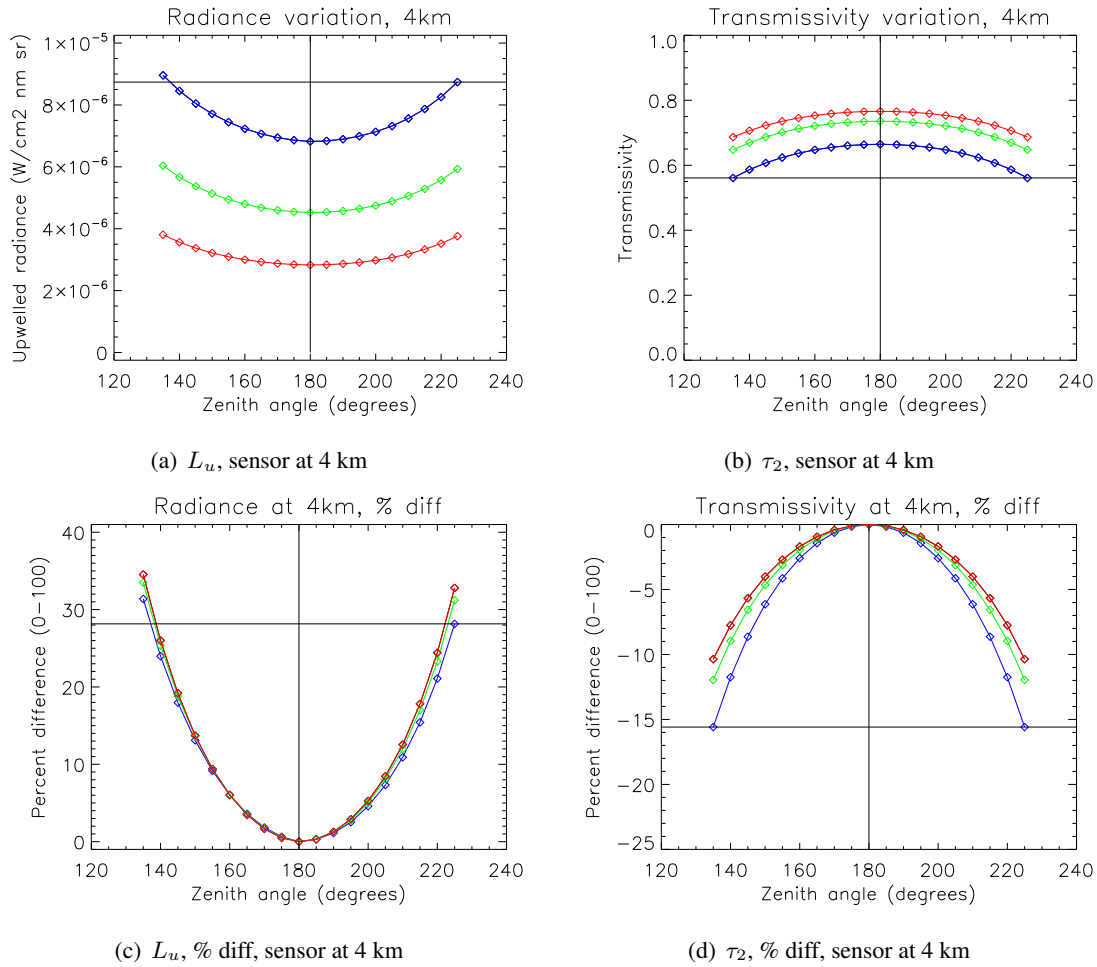 Radiance variation, 4km
Upwelled radiance (W/cm2 nm sr)
1×10⁻⁵
8×10⁻⁶
6×10⁻⁶
4×10⁻⁶
2×10⁻⁶
0
120 140 160 180 200 220 240
Zenith angle (degrees)
(a) Lᵤ, sensor at 4 km
Transmissivity variation, 4km
Transmissivity
1.0
0.8
0.6
0.4
0.2
0.0
120 140 160 180 200 220 240
Zenith angle (degrees)
(b) τ₂, sensor at 4 km
Radiance at 4km, % diff
Percent difference (0−100)
40
30
20
10
0
120 140 160 180 200 220 240
Zenith angle (degrees)
(c) Lᵤ, % diff, sensor at 4 km
Transmissivity at 4km, % diff
Percent difference (0−100)
0
−5
−10
−15
−20
−25
120 140 160 180 200 220 240
Zenith angle (degrees)
(d) τ₂, % diff, sensor at 4 km